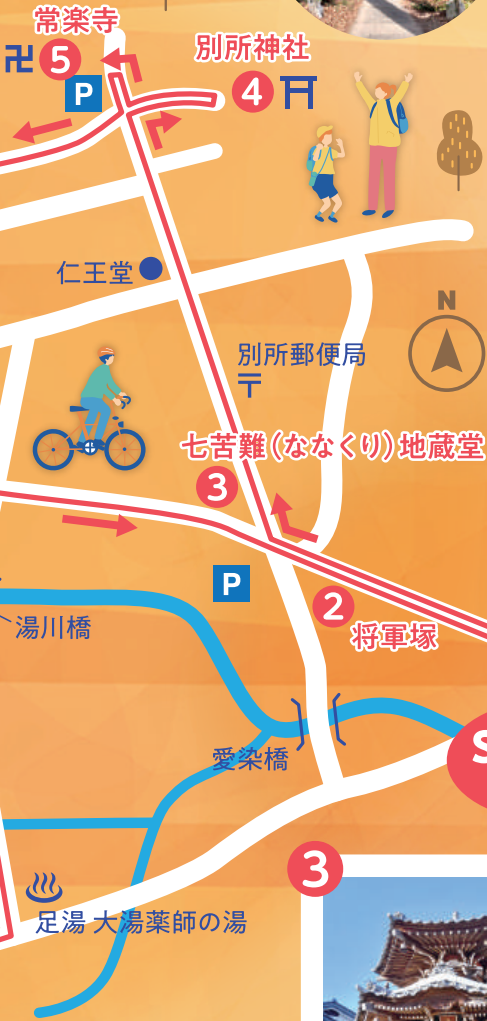 常楽寺
卍 5
P
別所神社
4
仁王堂
N
別所郵便局
〒
七苦難(ななくり)地蔵堂
3
P
2
将軍塚
湯川橋
愛染橋
S
3
足湯 大湯薬師の湯